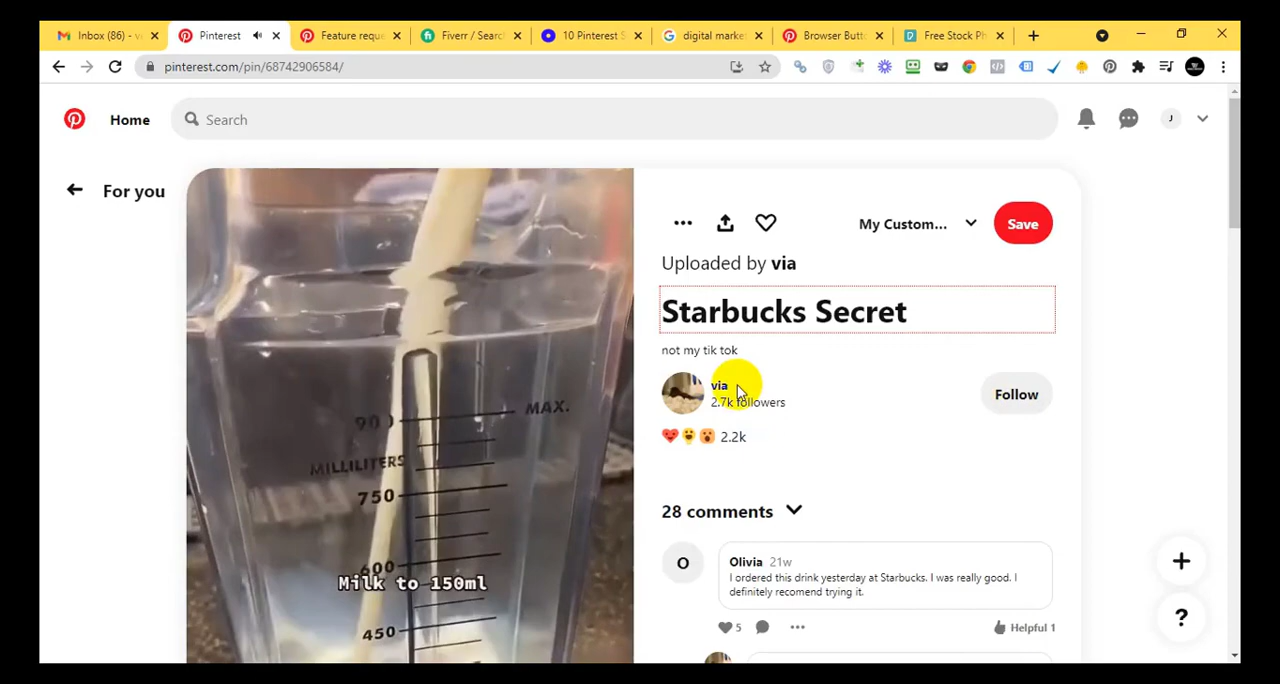 Inbox (86) - v
Pinterest
Feature reque
Fiverr / Searc
10 Pinterest S
digital marke
Browser Butt
Free Stock Ph
pinterest.com/pin/68742906584/
Home
Search
J
For you
My Custom...
Save
Uploaded by via
Starbucks Secret
not my tik tok
via
2.7k followers
Follow
2.2k
28 comments
O
Olivia 21w
I ordered this drink yesterday at Starbucks. I was really good. I
definitely recomend trying it.
5
Helpful 1
MAX.
900
MILLILITERS
750
600
Milk to 150ml
450
+
?